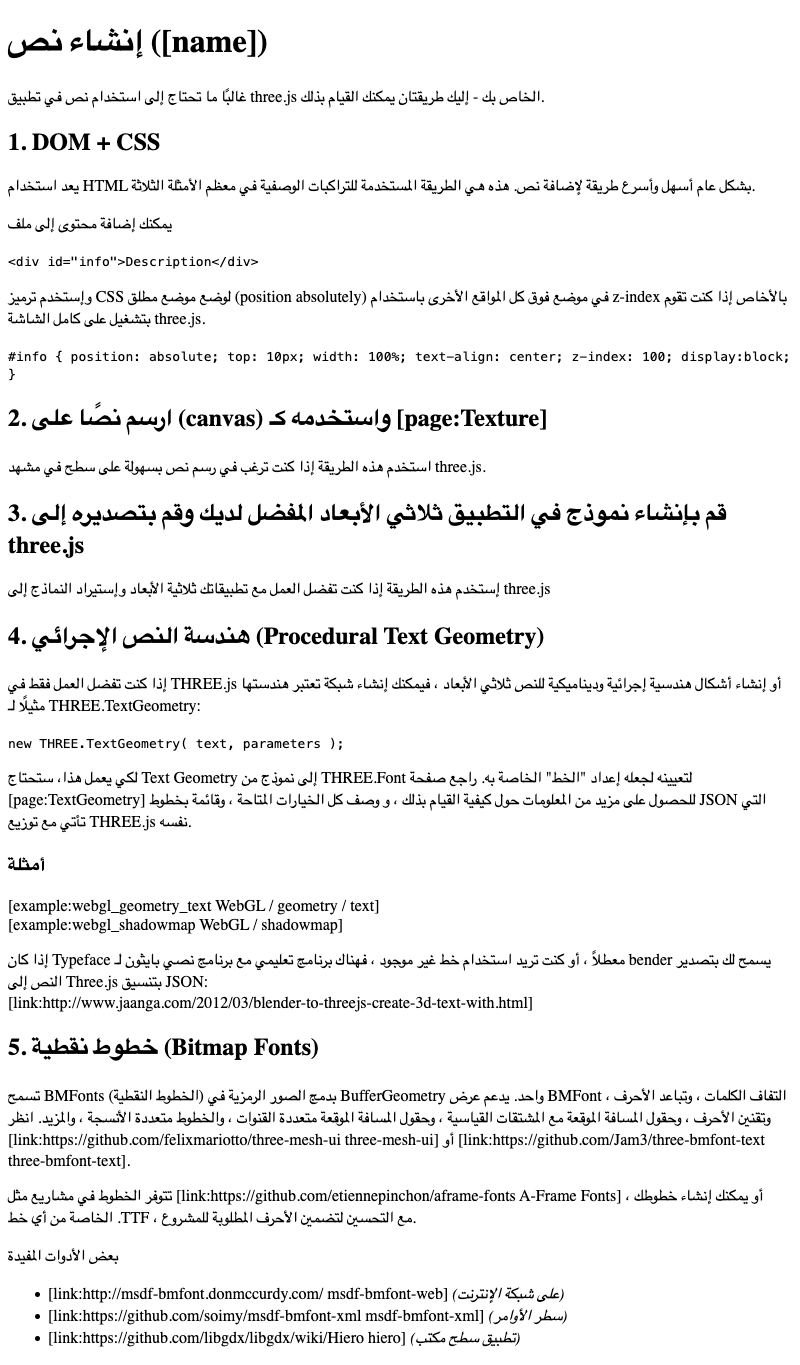 إنشاء نص ([name])
غالبًا ما تحتاج إلى استخدام نص في تطبيق three.js الخاص بك - إليك طريقتان يمكنك القيام بذلك.
1. DOM + CSS
يعد استخدام HTML بشكل عام أسهل وأسرع طريقة لإضافة نص. هذه هي الطريقة المستخدمة للتراكبات الوصفية في معظم الأمثلة الثلاثة.
يمكنك إضافة محتوى إلى ملف
<div id="info">Description</div>
وإستخدم ترميز CSS لوضع موضع مطلق (position absolutely) في موضع فوق كل المواقع الأخرى باستخدام z-index بالأخاص إذا كنت تقوم
بتشغيل على كامل الشاشة three.js.
#info { position: absolute; top: 10px; width: 100%; text-align: center; z-index: 100; display:block;
}
2. ارسم نصًا على (canvas) واستخدمه كـ [page:Texture]
استخدم هذه الطريقة إذا كنت ترغب في رسم نص بسهولة على سطح في مشهد three.js.
3. قم بإنشاء نموذج في التطبيق ثلاثي الأبعاد المفضل لديك وقم بتصديره إلى
three.js
إستخدم هذه الطريقة إذا كنت تفضل العمل مع تطبيقاتك ثلاثية الأبعاد وإستيراد النماذج إلى three.js
4. هندسة النص الإجرائي (Procedural Text Geometry)
إذا كنت تفضل العمل فقط في THREE.js أو إنشاء أشكال هندسية إجرائية وديناميكية للنص ثلاثي الأبعاد ، فيمكنك إنشاء شبكة تعتبر هندستها
مثيلًا لـ THREE.TextGeometry:
new THREE.TextGeometry( text, parameters );
لكي يعمل هذا، ستحتاج Text Geometry إلى نموذج من THREE.Font لتعيينه لجعله إعداد "الخط" الخاصة به. راجع صفحة
[page:TextGeometry] للحصول على مزيد من المعلومات حول كيفية القيام بذلك ، و وصف كل الخيارات المتاحة ، وقائمة بخطوط JSON التي
تأتي مع توزيع THREE.js نفسه.
أمثلة
[example:webgl_geometry_text WebGL / geometry / text]
[example:webgl_shadowmap WebGL / shadowmap]
إذا كان Typeface معطلاً ، أو كنت تريد استخدام خط غير موجود ، فهناك برنامج تعليمي مع برنامج نصي بايثون لـ bender يسمح لك بتصدير
النص إلى Three.js بتنسيق JSON:
[link:http://www.jaanga.com/2012/03/blender-to-threejs-create-3d-text-with.html]
5. خطوط نقطية (Bitmap Fonts)
تسمح BMFonts (الخطوط النقطية) بدمج الصور الرمزية في BufferGeometry واحد. يدعم عرض BMFont التفاف الكلمات ، وتباعد الأحرف ،
وتقنين الأحرف ، وحقول المسافة الموقعة مع المشتقات القياسية ، وحقول المسافة الموقعة متعددة القنوات ، والخطوط متعددة الأنسجة ، والمزيد. انظر
[link:https://github.com/felixmariotto/three-mesh-ui three-mesh-ui] أو [link:https://github.com/Jam3/three-bmfont-text
three-bmfont-text].
تتوفر الخطوط في مشاريع مثل [link:https://github.com/etiennepinchon/aframe-fonts A-Frame Fonts] ، أو يمكنك إنشاء خطوطك
الخاصة من أي خط .TTF ، مع التحسين لتضمين الأحرف المطلوبة للمشروع.
بعض الأدوات المفيدة
• [link:http://msdf-bmfont.donmccurdy.com/ msdf-bmfont-web] (على شبكة الإنترنت)
• [link:https://github.com/soimy/msdf-bmfont-xml msdf-bmfont-xml] (سطر الأوامر)
• [link:https://github.com/libgdx/libgdx/wiki/Hiero hiero] (تطبيق سطح مكتب)